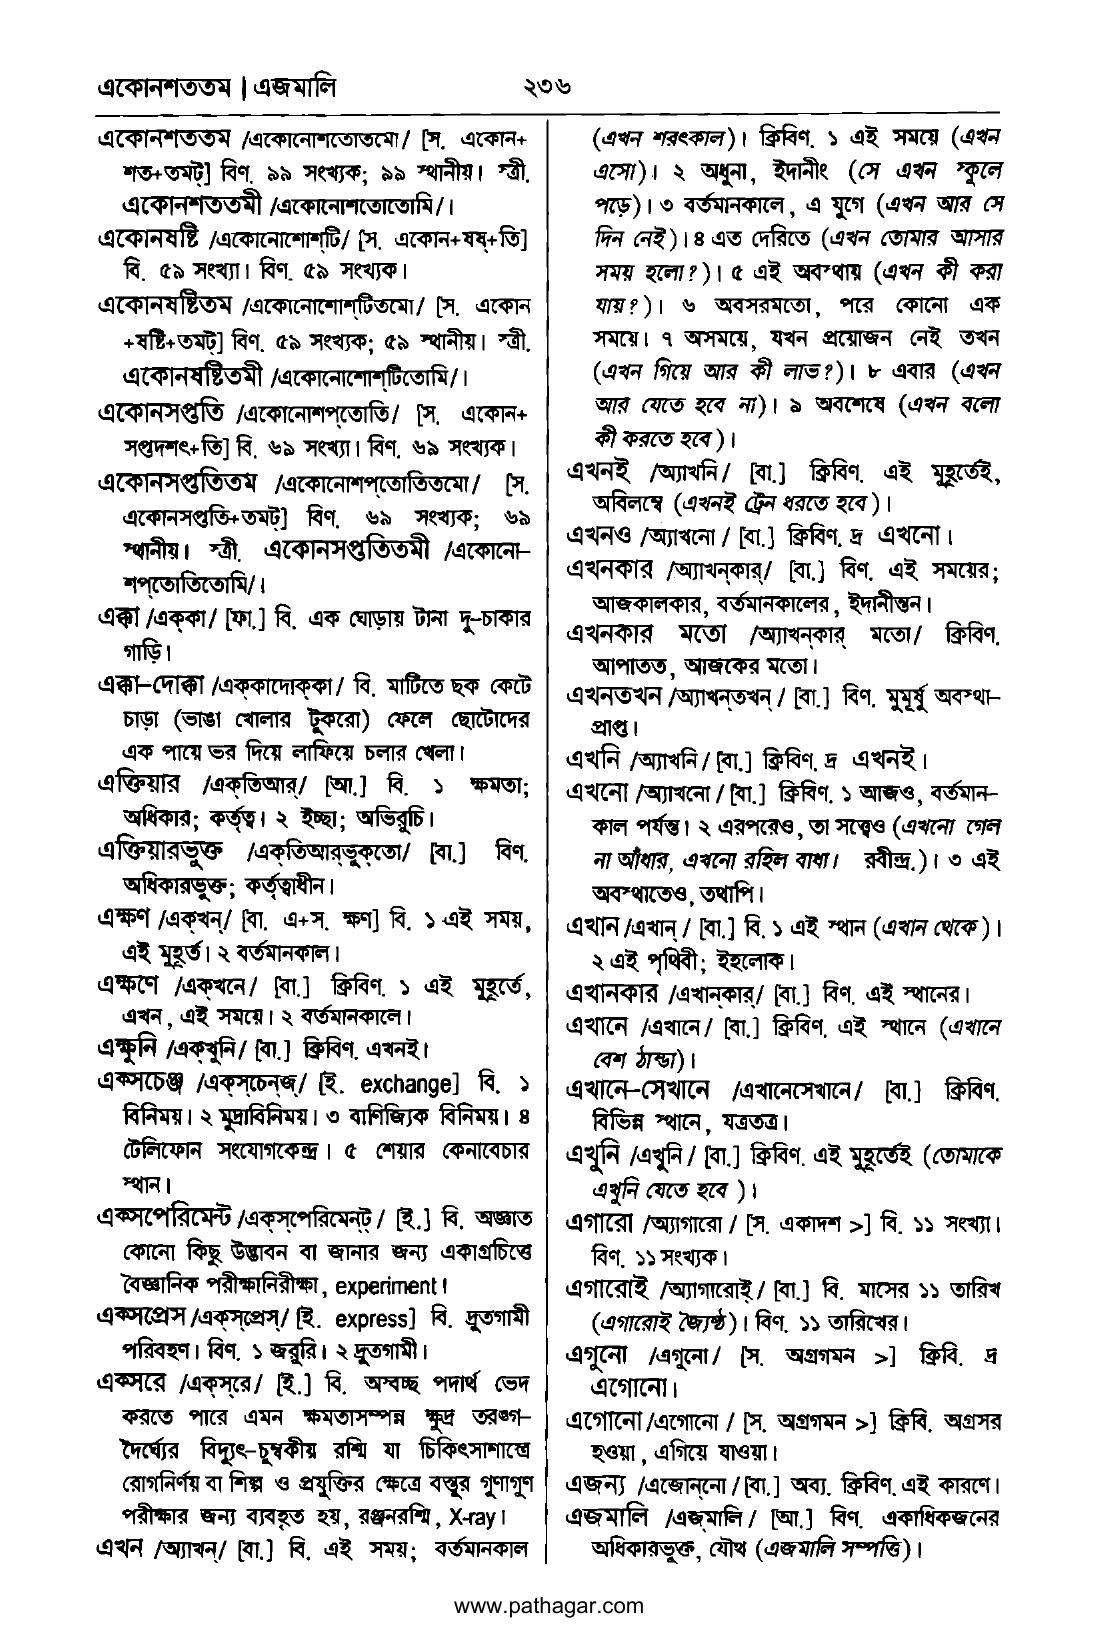 একোনশততম | এজমালি ২৩৬
একোনশততম /একোনোশতোতমো/ [স. একোন+
শত+তমট্] বিণ. ৯৯ সংখ্যক; ৯৯ স্থানীয়। স্ত্রী.
একোনশততমী /একোনোশতোতোমি/।
একোনষষ্টি /একোনোশোশ্‌টি/ [স. একোন+ষষ্+তি]
বি. ৫৯ সংখ্যা। বিণ. ৫৯ সংখ্যক।
একোনষষ্টিতম /একোনোশোশ্‌টিতমো/ [স. একোন
+ষষ্টি+তমট্] বিণ. ৫৯ সংখ্যক; ৫৯ স্থানীয়। স্ত্রী.
একোনষষ্টিতমী /একোনোশোশ্‌টিতোমি/।
একোনসপ্ততি /একোনোশপ্‌তোতি/ [স. একোন+
সপ্তদশৎ+তি] বি. ৬৯ সংখ্যা। বিণ. ৬৯ সংখ্যক।
একোনসপ্ততিতম /একোনোশপ্‌তোতিতমো/ [স.
একোনসপ্ততি+তমট্] বিণ. ৬৯ সংখ্যক; ৬৯
স্থানীয়। স্ত্রী. একোনসপ্ততিতমী /একোনো-
শপ্‌তোতিতোমি/।
এক্কা /এক্‌কা/ [ফা.] বি. এক ঘোড়ায় টানা দু-চাকার
গাড়ি।
এক্কা-দোক্কা /এক্‌কাদোক্‌কা/ বি. মাটিতে ছক কেটে
চাড়া (ভাঙা খোলার টুকরো) ফেলে ছোটোদের
এক পায়ে ভর দিয়ে লাফিয়ে চলার খেলা।
এক্তিয়ার /এক্‌তিআর্/ [আ.] বি. ১ ক্ষমতা;
অধিকার; কর্তৃত্ব। ২ ইচ্ছা; অভিরুচি।
এক্তিয়ারভুক্ত /এক্‌তিআর্‌ভুক্‌তো/ [বা.] বিণ.
অধিকারভুক্ত; কর্তৃত্বাধীন।
এক্ষণ /এক্‌খন্/ [বা. এ+স. ক্ষণ] বি. ১ এই সময়,
এই মুহূর্ত। ২ বর্তমানকাল।
এক্ষণে /এক্‌খনে/ [বা.] ক্রিবিণ. ১ এই মুহূর্তে,
এখন, এই সময়ে। ২ বর্তমানকালে।
এক্ষুনি /এক্‌খুনি/ [বা.] ক্রিবিণ. এখনই।
এক্সচেঞ্জ /এক্‌স্‌চেন্‌জ্/ [ই. exchange] বি. ১
বিনিময়। ২ মুদ্রাবিনিময়। ৩ বাণিজ্যিক বিনিময়। ৪
টেলিফোন সংযোগকেন্দ্র। ৫ শেয়ার কেনাবেচার
স্থান।
এক্সপেরিমেন্ট /এক্‌স্‌পেরিমেন্‌ট্/ [ই.] বি. অজ্ঞাত
কোনো কিছু উদ্ভাবন বা জানার জন্য একাগ্রচিত্তে
বৈজ্ঞানিক পরীক্ষানিরীক্ষা, experiment।
এক্সপ্রেস /এক্‌স্‌প্রেস্/ [ই. express] বি. দ্রুতগামী
পরিবহণ। বিণ. ১ জরুরি। ২ দ্রুতগামী।
এক্সরে /এক্‌স্‌রে/ [ই.] বি. অস্বচ্ছ পদার্থ ভেদ
করতে পারে এমন ক্ষমতাসম্পন্ন ক্ষুদ্র তরঙ্গ-
দৈর্ঘ্যের বিদ্যুৎ-চুম্বকীয় রশ্মি যা চিকিৎসাশাস্ত্রে
রোগনির্ণয় বা শিল্প ও প্রযুক্তির ক্ষেত্রে বস্তুর গুণাগুণ
পরীক্ষার জন্য ব্যবহৃত হয়, রঞ্জনরশ্মি, X-ray।
এখন /অ্যাখন্/ [বা.] বি. এই সময়; বর্তমানকাল
(এখন শরৎকাল)। ক্রিবিণ. ১ এই সময়ে (এখন
এসো)। ২ অধুনা, ইদানীং (সে এখন স্কুলে
পড়ে)। ৩ বর্তমানকালে, এ যুগে (এখন আর সে
দিন নেই)। ৪ এত দেরিতে (এখন তোমার আসার
সময় হলো?)। ৫ এই অবস্থায় (এখন কী করা
যায়?)। ৬ অবসরমতো, পরে কোনো এক
সময়ে। ৭ অসময়ে, যখন প্রয়োজন নেই তখন
(এখন গিয়ে আর কী লাভ?)। ৮ এবার (এখন
আর যেতে হবে না)। ৯ অবশেষে (এখন বলো
কী করতে হবে)।
এখনই /অ্যাখনি/ [বা.] ক্রিবিণ. এই মুহূর্তেই,
অবিলম্বে (এখনই ট্রেন ধরতে হবে)।
এখনও /অ্যাখনো/ [বা.] ক্রিবিণ. দ্র এখনো।
এখনকার /অ্যাখন্‌কার্/ [বা.] বিণ. এই সময়ের;
আজকালকার, বর্তমানকালের, ইদানীন্তন।
এখনকার মতো /অ্যাখন্‌কার্ মতো/ ক্রিবিণ.
আপাতত, আজকের মতো।
এখনতখন /অ্যাখন্‌তখন্/ [বা.] বিণ. মুমূর্ষু অবস্থা-
প্রাপ্ত।
এখনি /অ্যাখনি/ [বা.] ক্রিবিণ. দ্র এখনই।
এখনো /অ্যাখনো/ [বা.] ক্রিবিণ. ১ আজও, বর্তমান-
কাল পর্যন্ত। ২ এরপরেও, তা সত্ত্বেও (এখনো গেল
না আঁধার, এখনো রহিল বাধা। রবীন্দ্র.)। ৩ এই
অবস্থাতেও, তথাপি।
এখান /এখান্/ [বা.] বি. ১ এই স্থান (এখান থেকে)।
২ এই পৃথিবী; ইহলোক।
এখানকার /এখান্‌কার্/ [বা.] বিণ. এই স্থানের।
এখানে /এখানে/ [বা.] ক্রিবিণ. এই স্থানে (এখানে
বেশ ঠান্ডা)।
এখানে-সেখানে /এখানেসেখানে/ [বা.] ক্রিবিণ.
বিভিন্ন স্থানে, যত্রতত্র।
এখুনি /এখুনি/ [বা.] ক্রিবিণ. এই মুহূর্তেই (তোমাকে
এখুনি যেতে হবে)।
এগারো /অ্যাগারো/ [স. একাদশ >] বি. ১১ সংখ্যা।
বিণ. ১১ সংখ্যক।
এগারোই /অ্যাগারোই্/ [বা.] বি. মাসের ১১ তারিখ
(এগারোই জ্যৈষ্ঠ)। বিণ. ১১ তারিখের।
এগুনো /এগুনো/ [স. অগ্রগমন >] ক্রিবি. দ্র
এগোনো।
এগোনো /এগোনো/ [স. অগ্রগমন >] ক্রিবি. অগ্রসর
হওয়া, এগিয়ে যাওয়া।
এজন্য /এজোন্‌নো/ [বা.] অব্য. ক্রিবিণ. এই কারণে।
এজমালি /এজ্‌মালি/ [আ.] বিণ. একাধিকজনের
অধিকারভুক্ত, যৌথ (এজমালি সম্পত্তি)।
www.pathagar.com